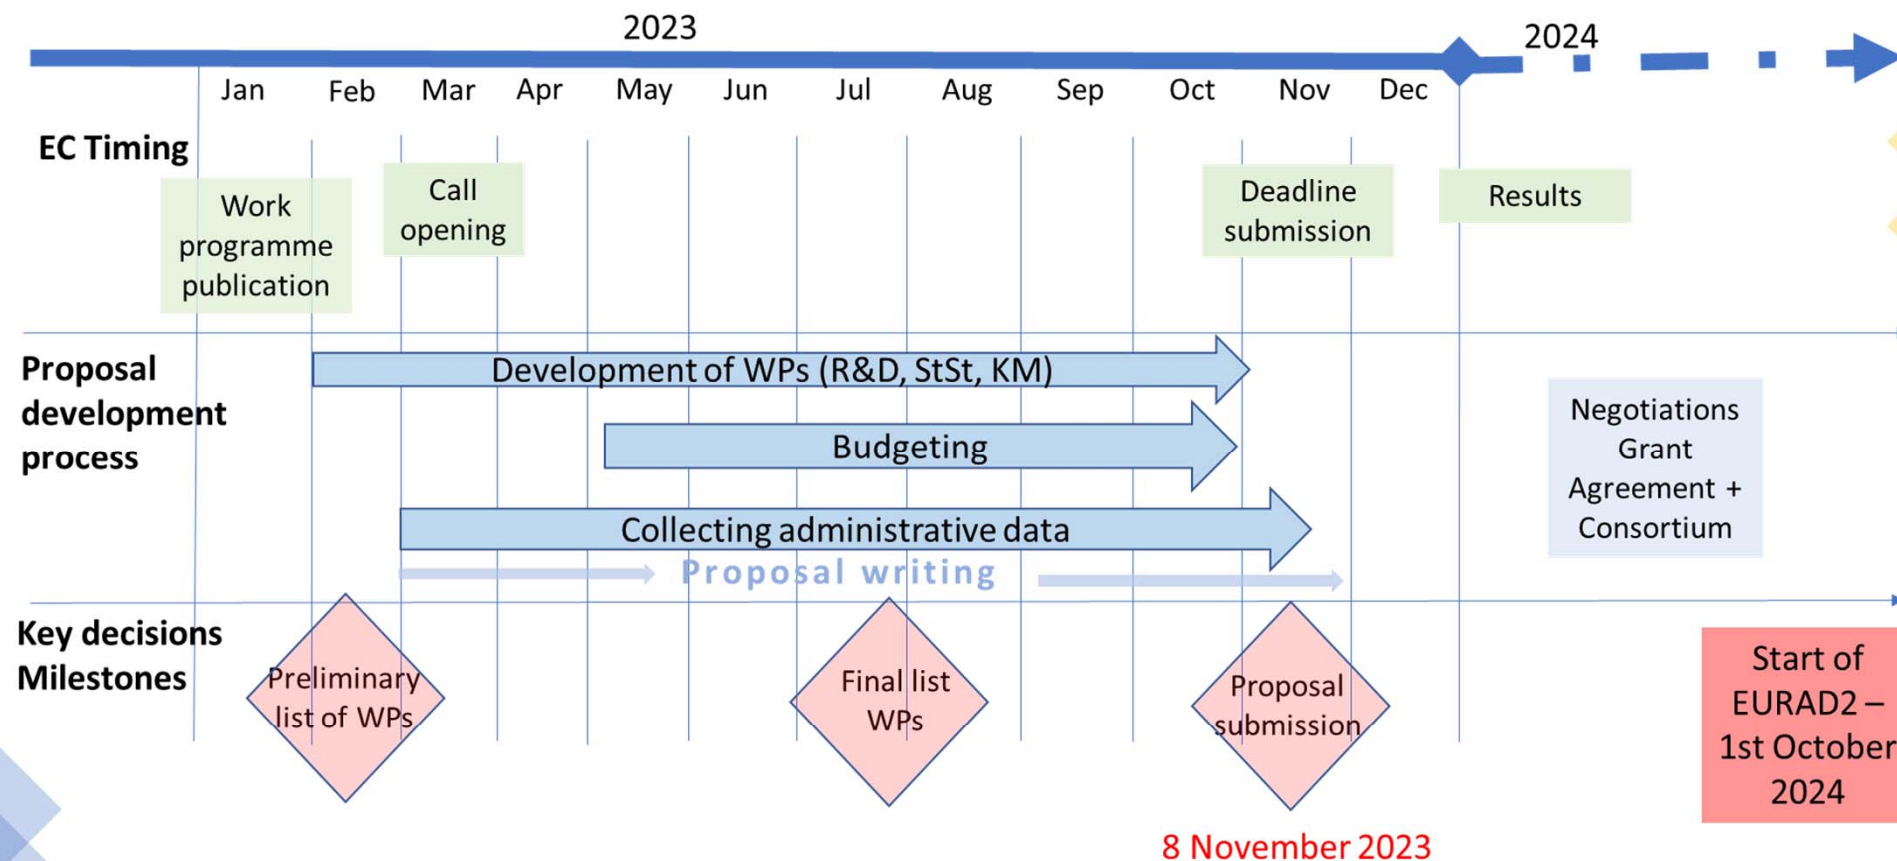 2023
2024
Jan
Feb
Mar
Apr
May
Jun
Jul
Aug
Sep
Oct
Nov
Dec
EC Timing
Work
programme
publication
Call
opening
Deadline
submission
Results
Proposal
development
process
Development of WPs (R&D, StSt, KM)
Budgeting
Collecting administrative data
Proposal writing
Negotiations
Grant
Agreement +
Consortium
Key decisions
Milestones
Preliminary
list of WPs
Final list
WPs
Proposal
submission
8 November 2023
Start of
EURAD2 –
1st October
2024